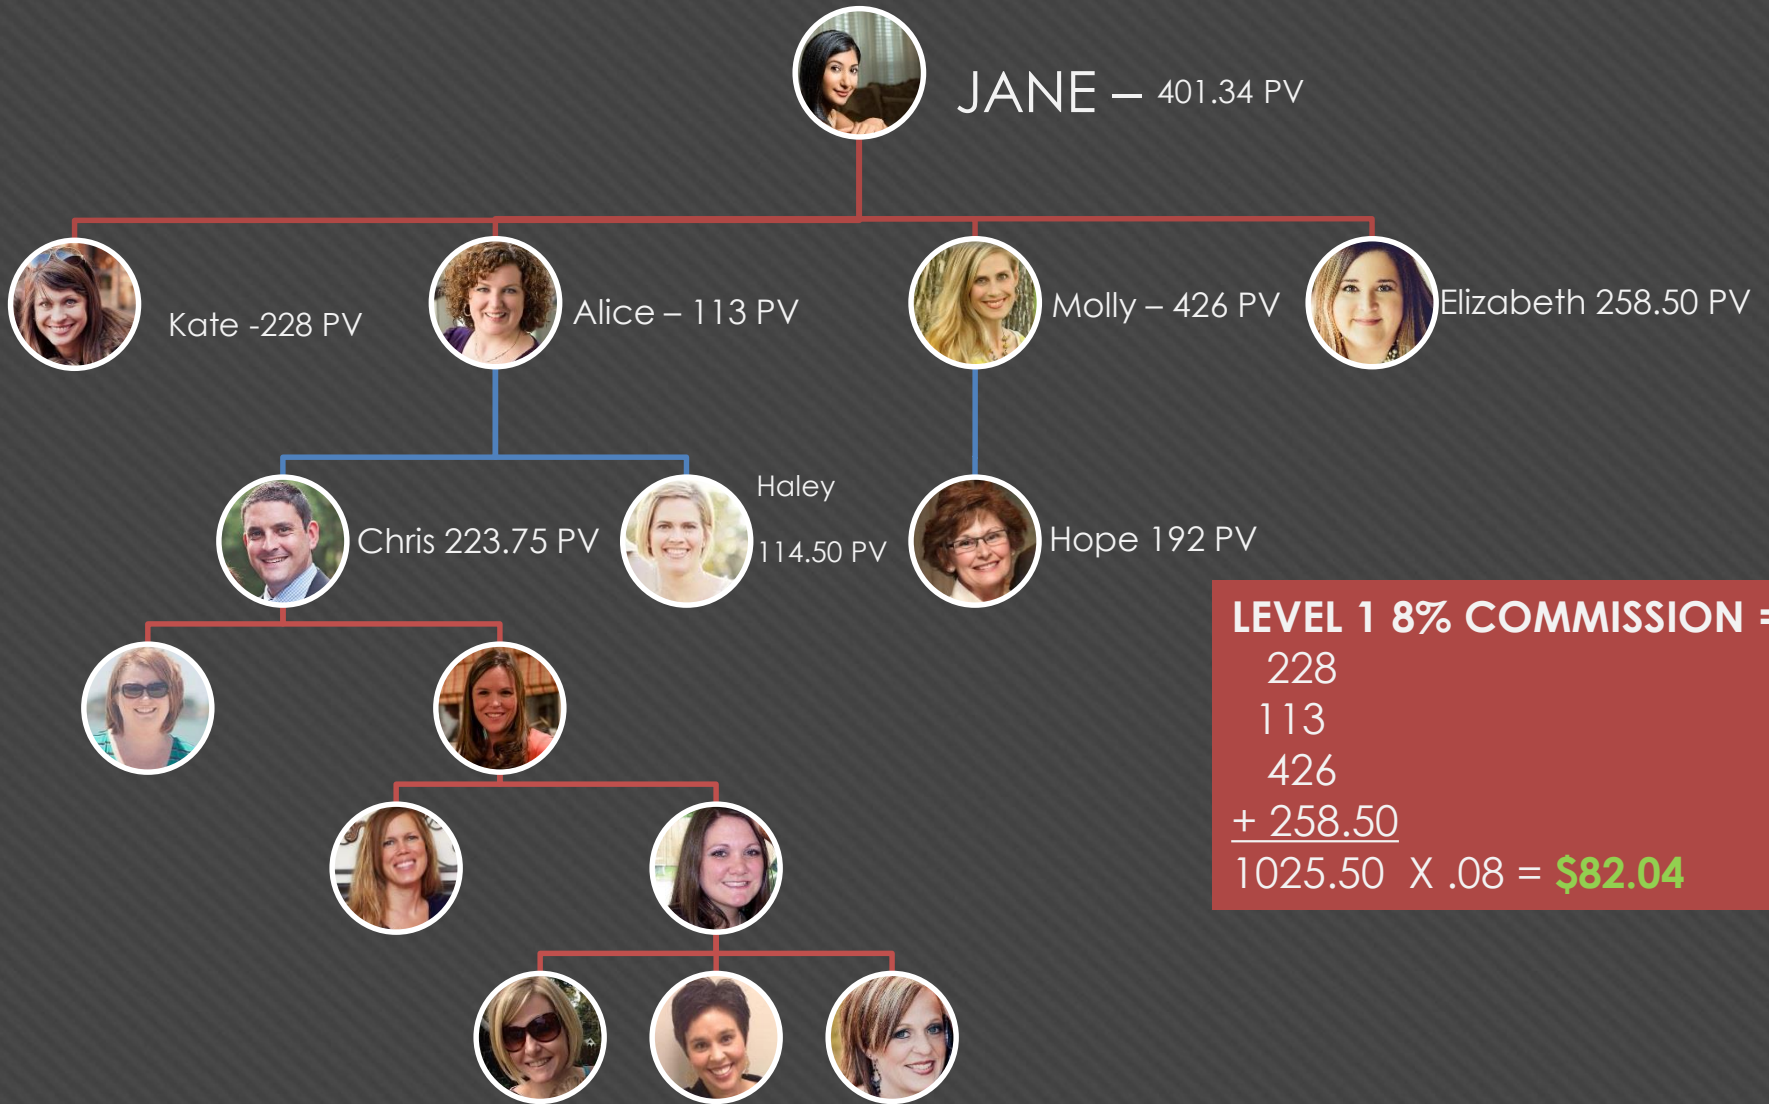 JANE – 401.34 PV
Kate -228 PV
Alice – 113 PV
Molly – 426 PV
Elizabeth 258.50 PV
Chris 223.75 PV
Haley
114.50 PV
Hope 192 PV
LEVEL 1 8% COMMISSION =
228
113
426
+ 258.50
1025.50 X .08 = $82.04